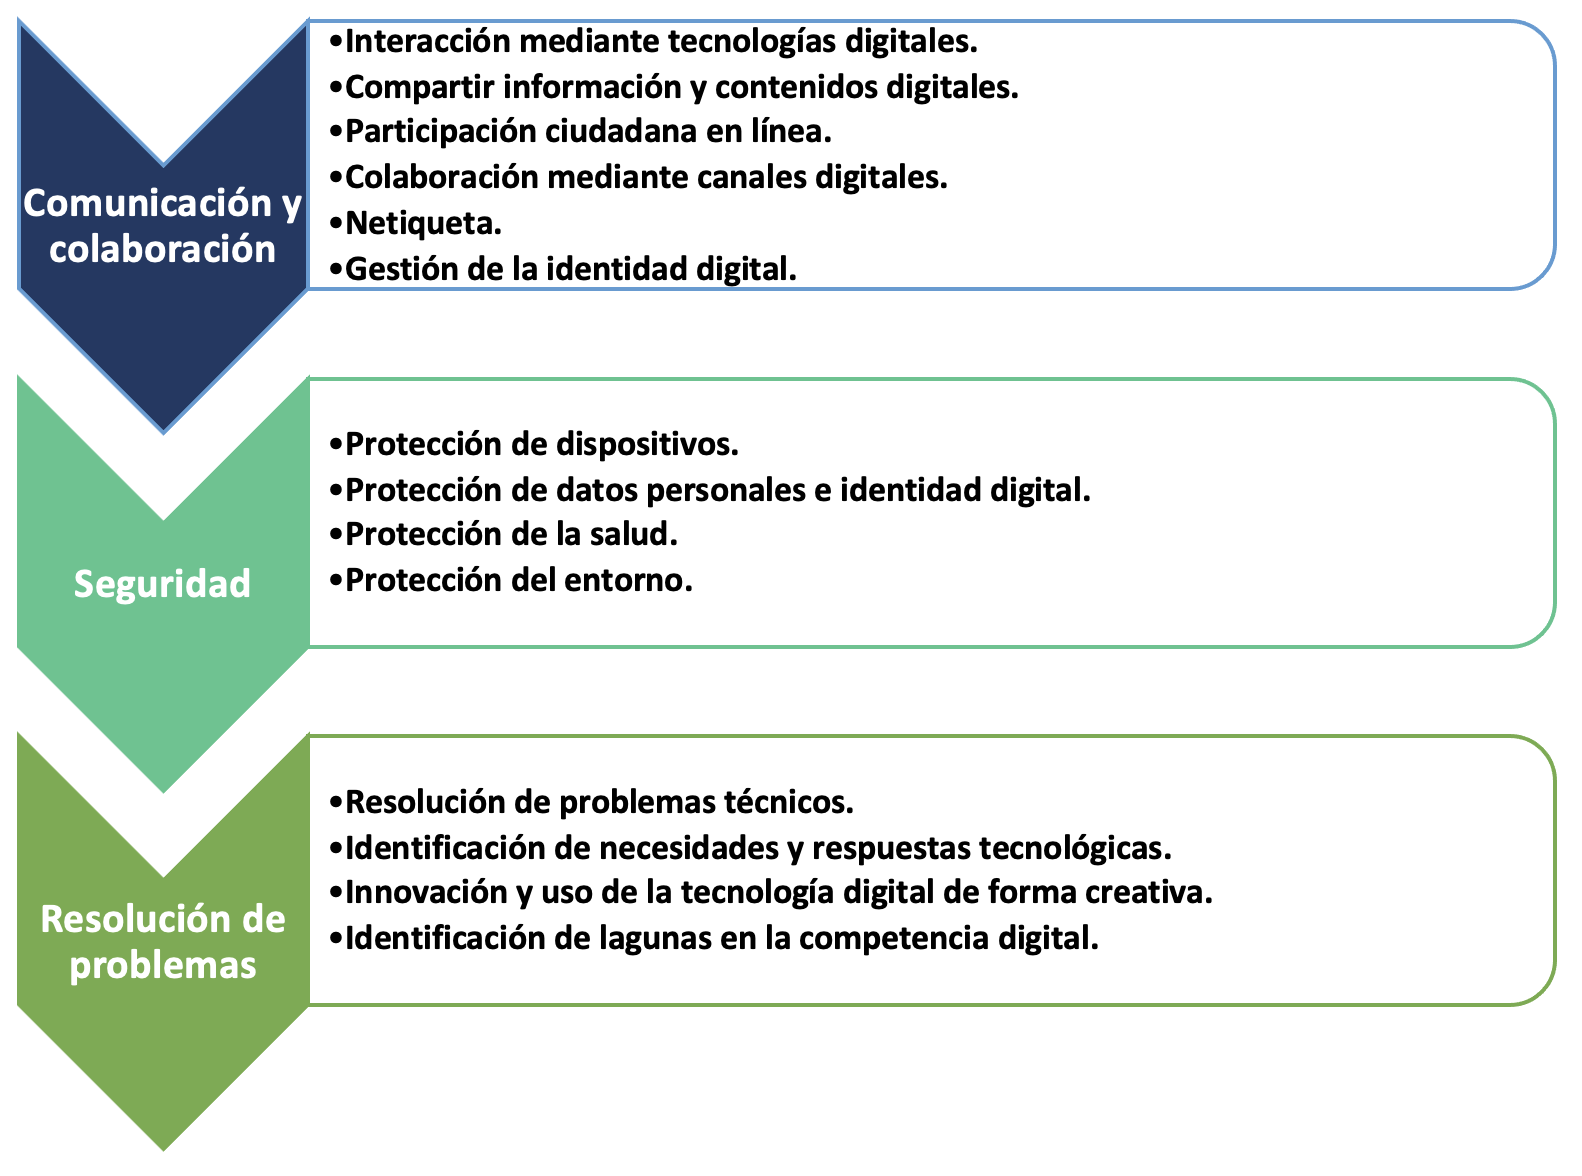 Comunicación y
colaboración
•Interacción mediante tecnologías digitales.
•Compartir información y contenidos digitales.
•Participación ciudadana en línea.
•Colaboración mediante canales digitales.
•Netiqueta.
•Gestión de la identidad digital.
Seguridad
•Protección de dispositivos.
•Protección de datos personales e identidad digital.
•Protección de la salud.
•Protección del entorno.
Resolución de
problemas
•Resolución de problemas técnicos.
•Identificación de necesidades y respuestas tecnológicas.
•Innovación y uso de la tecnología digital de forma creativa.
•Identificación de lagunas en la competencia digital.